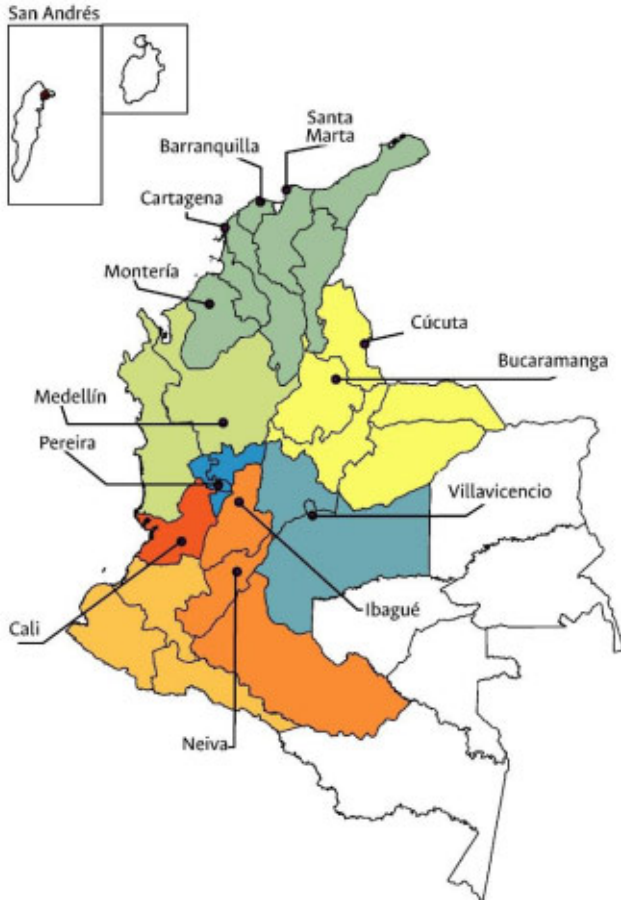 San Andrés
Santa
Marta
Barranquilla
Cartagena
Montería
Cúcuta
Bucaramanga
Medellín
Pereira
Villavicencio
Ibagué
Cali
Neiva